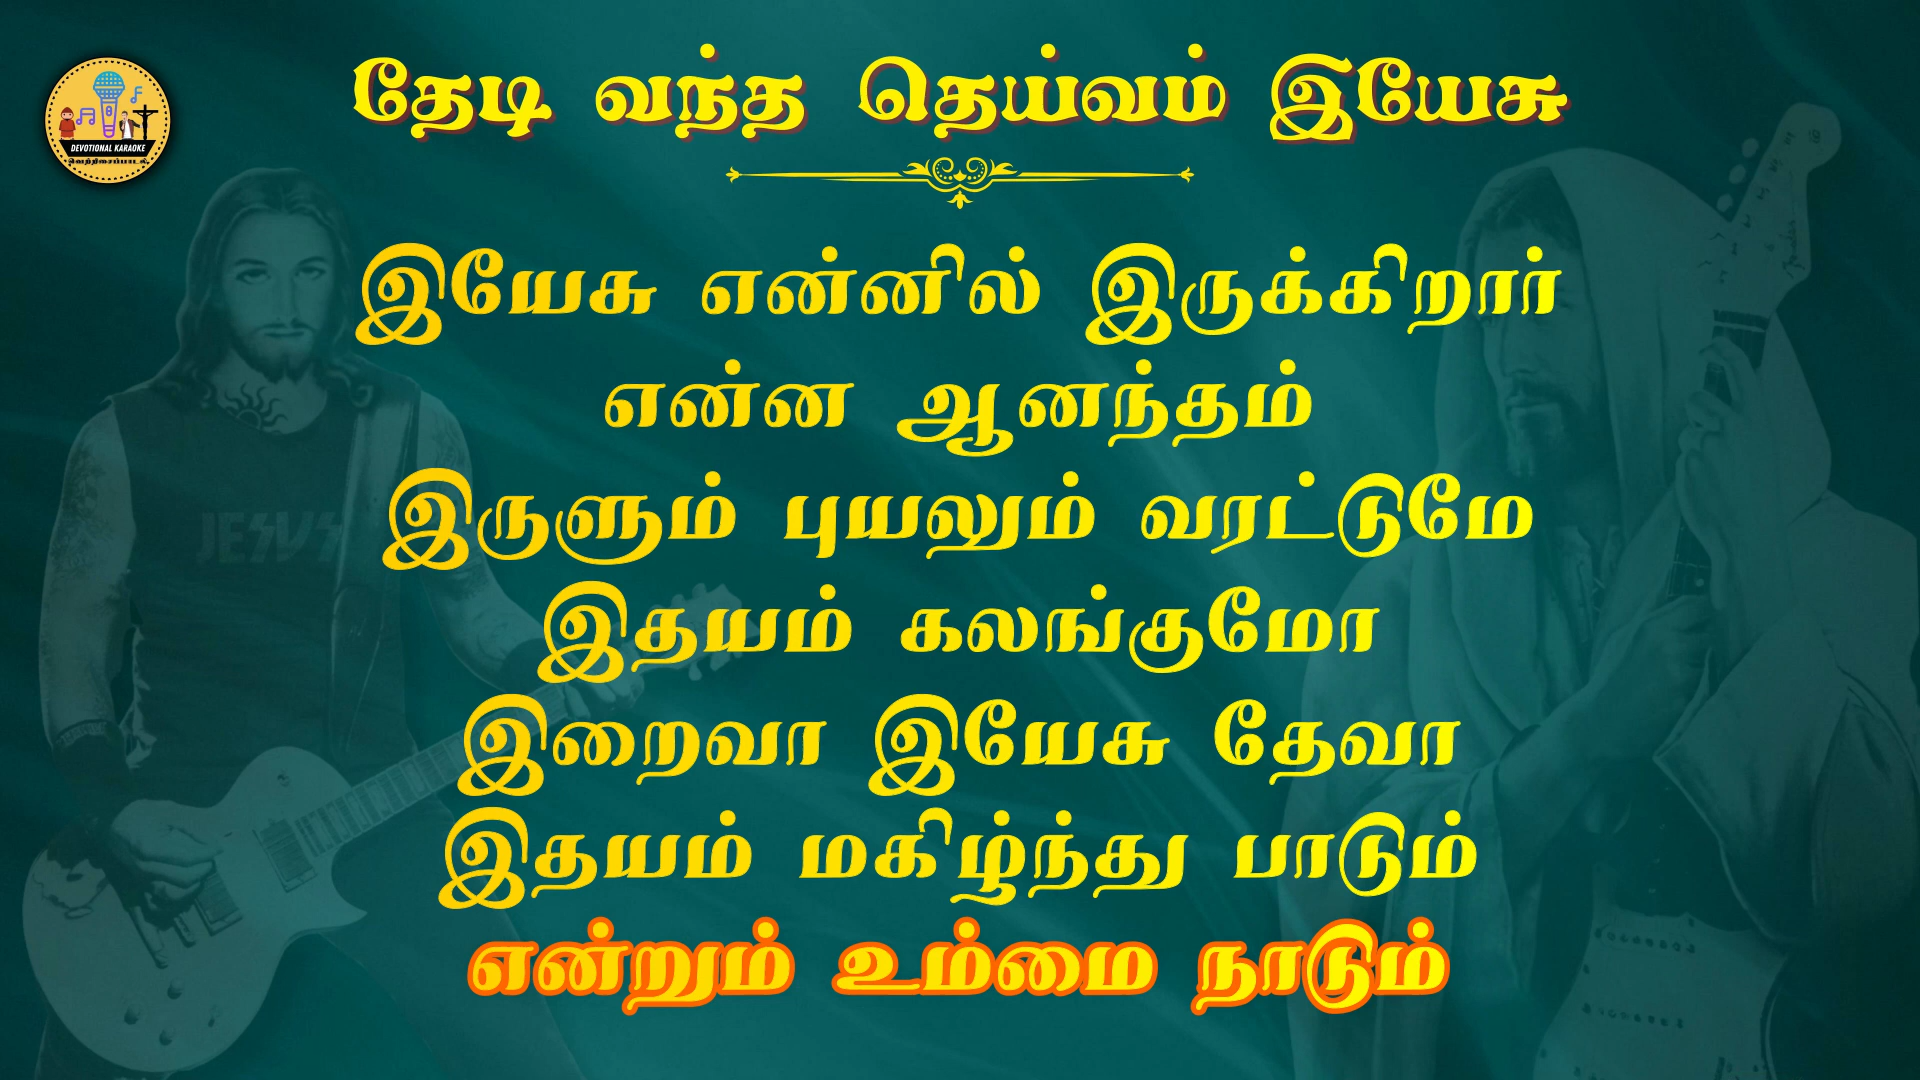 தேடி வந்த தெய்வம் இயேசு
DEVOTIONAL KARAOKE
இயேசு என்னில் இருக்கிறார்
என்ன ஆனந்தம்
இருளும் புயலும் வரட்டுமே
JESUS
இதயம் கலங்குமோ
இறைவா இயேசு தேவா
இதயம் மகிழ்ந்து பாடும்
என்றும் உம்மை நாடும்